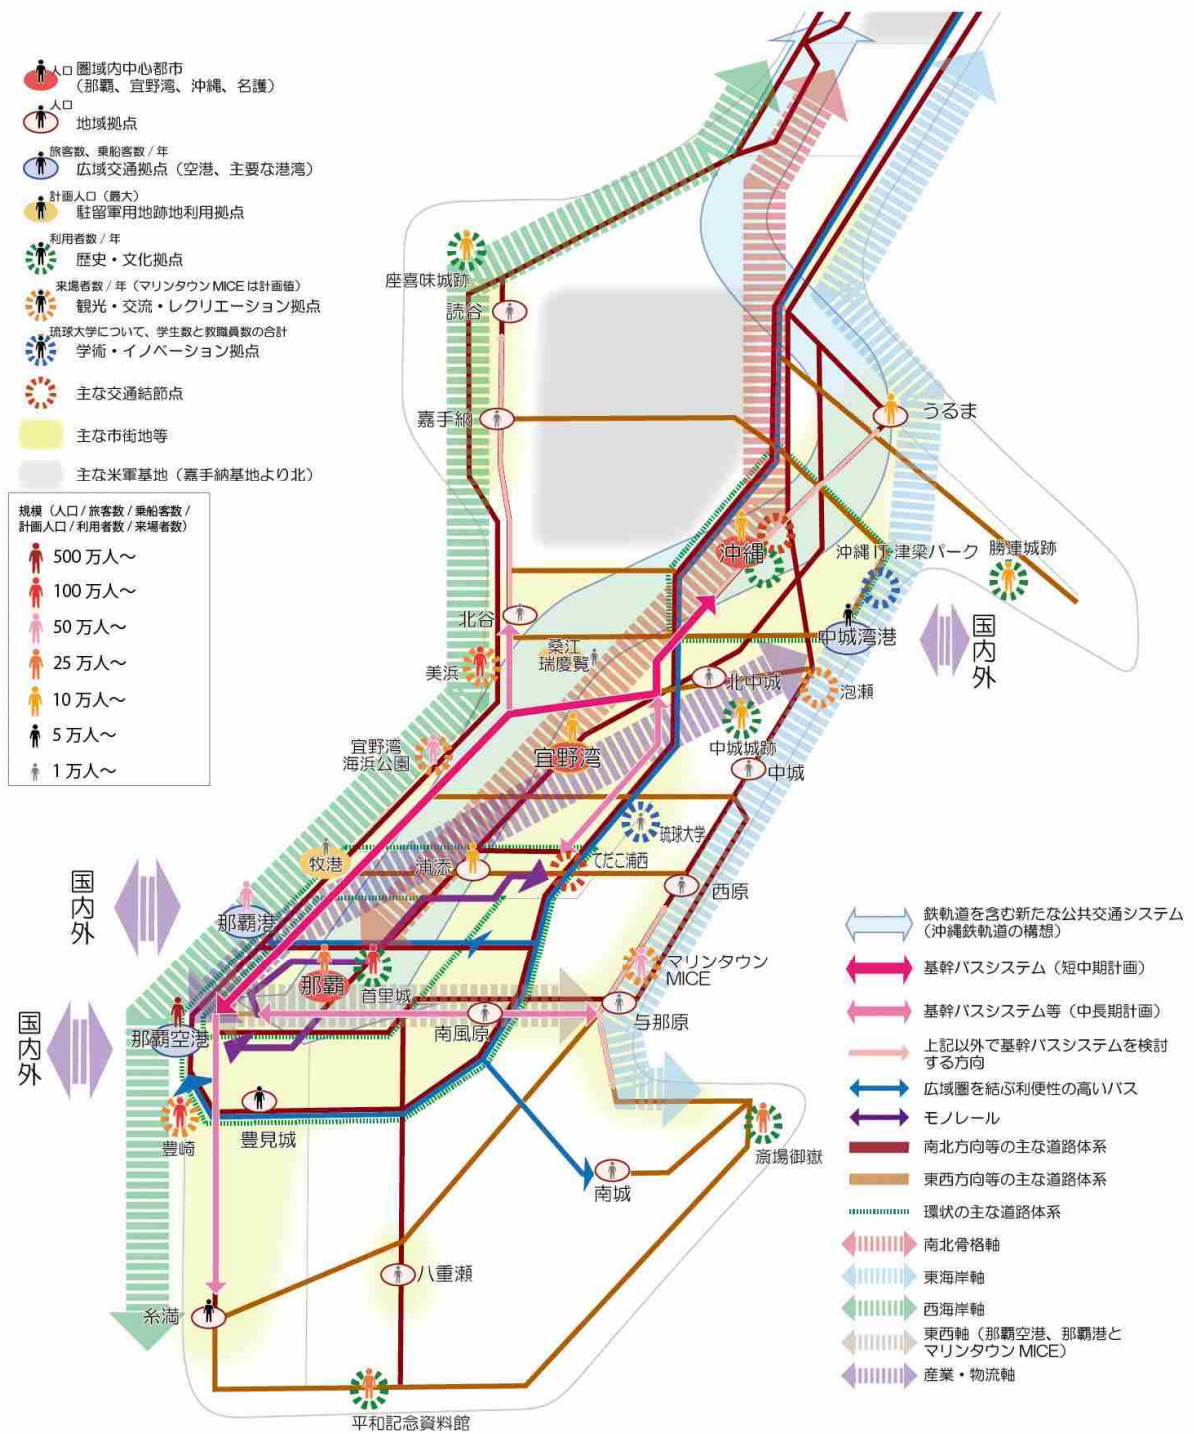 人口
圏域内中心都市
(那覇、宜野湾、沖縄、名護)
人口
地域拠点
旅客数、乗船客数/年
広域交通拠点(空港、主要な港湾)
計画人口(最大)
駐留軍用地跡地利用拠点
利用者数/年
歴史・文化拠点
来場者数/年(マリンタウンMICEは計画値)
観光・交流・レクリエーション拠点
琉球大学について、学生数と教職員数の合計
学術・イノベーション拠点
主な交通結節点
主な市街地等
主な米軍基地(嘉手納基地より北)
規模(人口/旅客数/乗船客数/
計画人口/利用者数/来場者数)
500万人~
100万人~
50万人~
25万人~
10万人~
5万人~
1万人~
座喜味城跡
読谷
嘉手納
うるま
沖縄
沖縄IT津梁パーク
勝連城跡
北谷
中城湾港
国内外
桑江
瑞慶覧
美浜
北中城
泡瀬
宜野湾
海浜公園
宜野湾
中城城跡
中城
琉球大学
牧港
浦添
てだこ浦西
国内外
那覇港
西原
那覇
首里城
マリンタウン
MICE
国内外
那覇空港
南風原
与那原
豊崎
豊見城
斎場御嶽
南城
八重瀬
糸満
平和記念資料館
鉄軌道を含む新たな公共交通システム
(沖縄鉄軌道の構想)
基幹バスシステム(短中期計画)
基幹バスシステム等(中長期計画)
上記以外で基幹バスシステムを検討
する方向
広域圏を結ぶ利便性の高いバス
モノレール
南北方向等の主な道路体系
東西方向等の主な道路体系
環状の主な道路体系
南北骨格軸
東海岸軸
西海岸軸
東西軸(那覇空港、那覇港と
マリンタウンMICE)
産業・物流軸